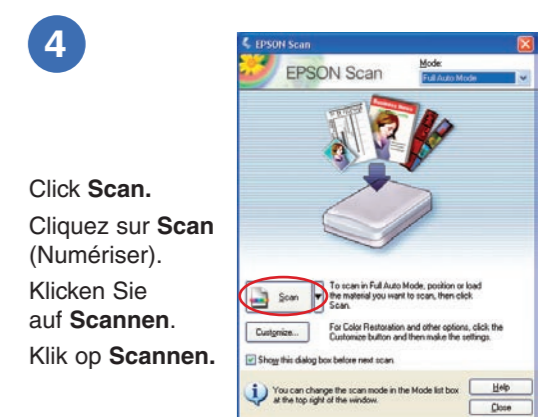 4
Click Scan.
Cliquez sur Scan
(Numériser).
Klicken Sie
auf Scannen.
Klik op Scannen.
EPSON Scan
EPSON Scan
Mode:
Full Auto Mode
Business News
Scan
To scan in Full Auto Mode, position or load
the material you want to scan, then click
Scan.
Customize...
For Color Restoration and other options, click the
Customize button and then make the settings.
Show this dialog box before next scan.
You can change the scan mode in the Mode list box
at the top right of the window.
Help
Close